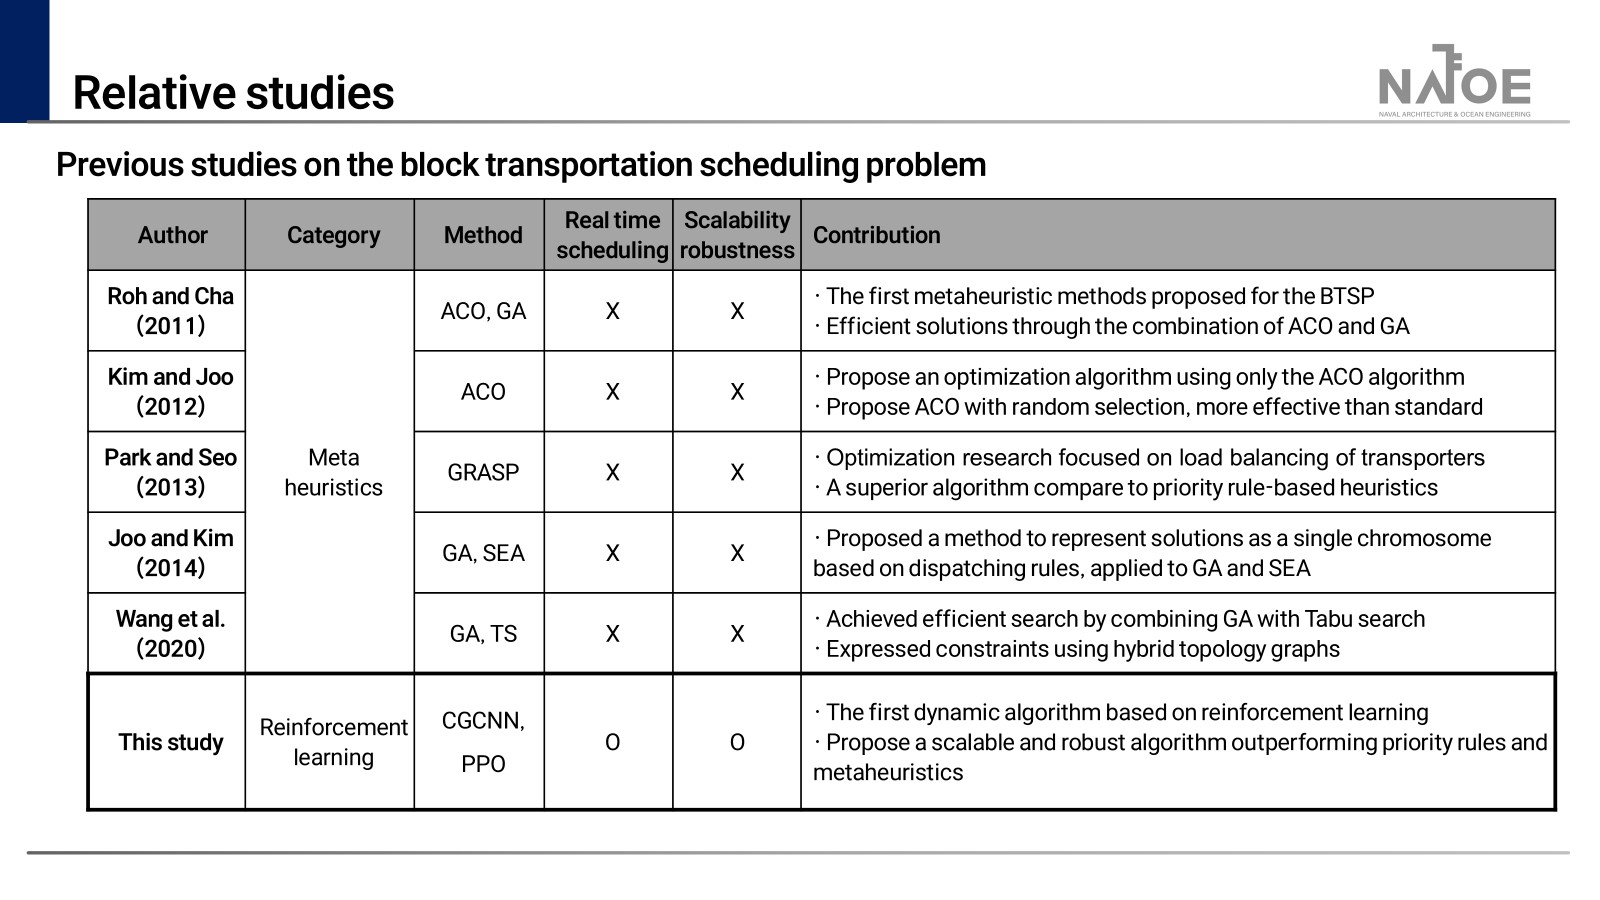 Relative studies
NATOE
NAVAL ARCHITECTURE & OCEAN ENGINEERING
Previous studies on the block transportation scheduling problem
Author
Category
Method
Real time
scheduling
Scalability
robustness
Contribution
Roh and Cha
(2011)
ACO, GA
X
X
· The first metaheuristic methods proposed for the BTSP
· Efficient solutions through the combination of ACO and GA
Kim and Joo
(2012)
ACO
X
X
· Propose an optimization algorithm using only the ACO algorithm
· Propose ACO with random selection, more effective than standard
Park and Seo
(2013)
Meta
heuristics
GRASP
X
X
· Optimization research focused on load balancing of transporters
· A superior algorithm compare to priority rule-based heuristics
Joo and Kim
(2014)
GA, SEA
X
X
· Proposed a method to represent solutions as a single chromosome
based on dispatching rules, applied to GA and SEA
Wang et al.
(2020)
GA, TS
X
X
· Achieved efficient search by combining GA with Tabu search
· Expressed constraints using hybrid topology graphs
This study
Reinforcement
learning
CGCNN,
PPO
O
O
· The first dynamic algorithm based on reinforcement learning
· Propose a scalable and robust algorithm outperforming priority rules and
metaheuristics